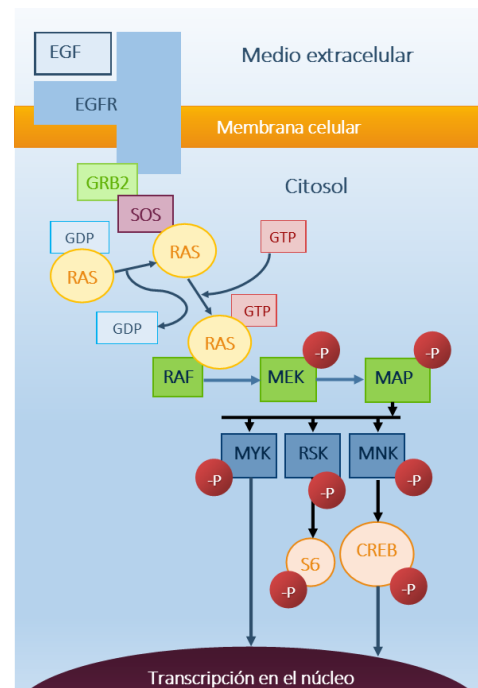 EGF
Medio extracelular
EGFR
Membrana celular
GRB2
Citosol
SOS
GDP
GTP
RAS
RAS
GTP
GDP
RAS
-P
-P
RAF
MEK
MAP
MYK
RSK
MNK
-P
-P
-P
CREB
S6
-P
-P
Transcripción en el núcleo